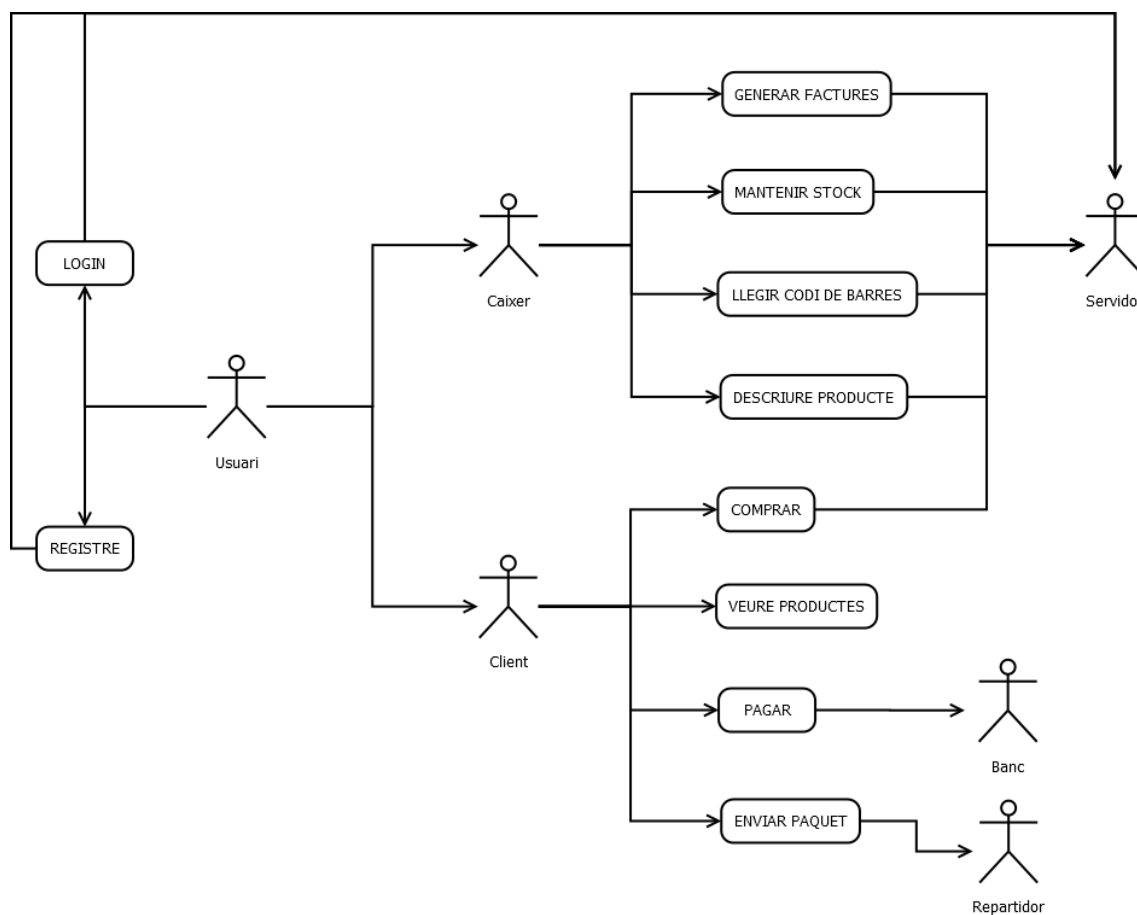 GENERAR FACTURES
MANTENIR STOCK
LOGIN
LLEGIR CODI DE BARRES
Caixer
Servido
DESCRIURE PRODUCTE
Usuari
COMPRAR
REGISTRE
VEURE PRODUCTES
Client
PAGAR
Banc
ENVIAR PAQUET
Repartidor